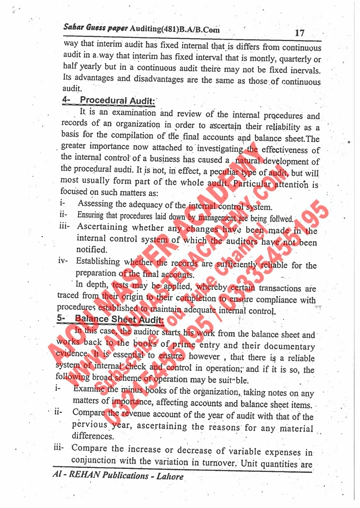 Sabar Guess paper Auditing(481)B.A/B.Com 17
way that interim audit has fixed internal that is differs from continuous
audit in a way that interim has fixed interval that is montly, quarterly or
half yearly but in a continuous audit theire may not be fixed inervals.
Its advantages and disadvantages are the same as those of continuous
audit.
4- Procedural Audit:
It is an examination and review of the internal procedures and
records of an organization in order to ascertain their reliability as a
basis for the compilation of the final accounts and balance sheet.The
greater importance now attached to investigating the effectiveness of
the internal control of a business has caused a natural development of
the procedural audti. It is not, in effect, a peculiar type of audit, but will
most usually form part of the whole audit. Particular attention is
focused on such matters as:
i- Assessing the adequacy of the internal control system.
ii- Ensuring that procedures laid down by management are being follwed.
iii- Ascertaining whether any changes have been made in the
internal control system of which the auditors have not been
notified.
iv- Establishing whether the records are sufficiently reliable for the
preparation of the final accounts.
In depth, tests may be applied, whereby certain transactions are
traced from their origin to their completion to ensure compliance with
procedures established to maintain adequate internal control.
5- Balance Sheet Audit:
In this case, the auditor starts his work from the balance sheet and
works back to the books of prime entry and their documentary
evidence. It is essential to ensure, however , that there is a reliable
system of internal check and control in operation; and if it is so, the
following broad scheme of operation may be suit-ble.
i- Examine the minus books of the organization, taking notes on any
matters of importance, affecting accounts and balance sheet items.
ii- Compare the revenue account of the year of audit with that of the
pervious year, ascertaining the reasons for any material
differences.
iii- Compare the increase or decrease of variable expenses in
conjunction with the variation in turnover. Unit quantities are
Al - REHAN Publications - Lahore